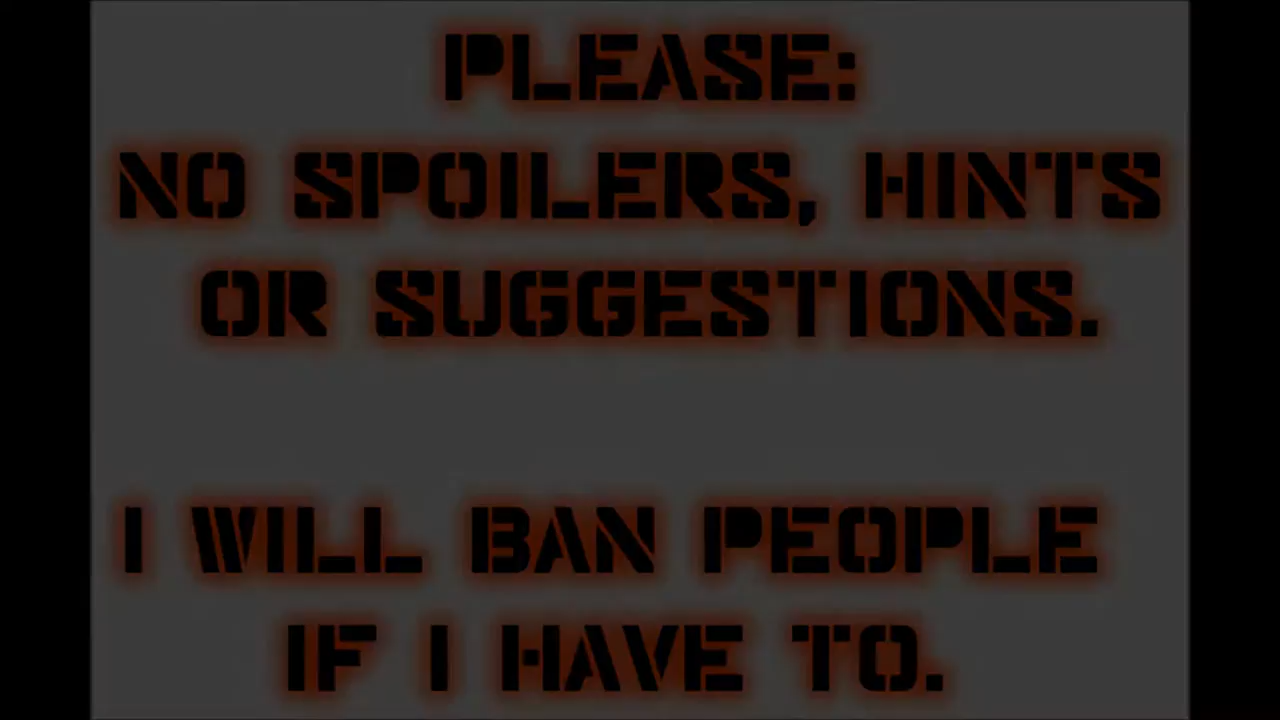 PLEASE:
NO SPOILERS, HINTS
OR SUGGESTIONS.
I WILL BAN PEOPLE
IF I HAVE TO.